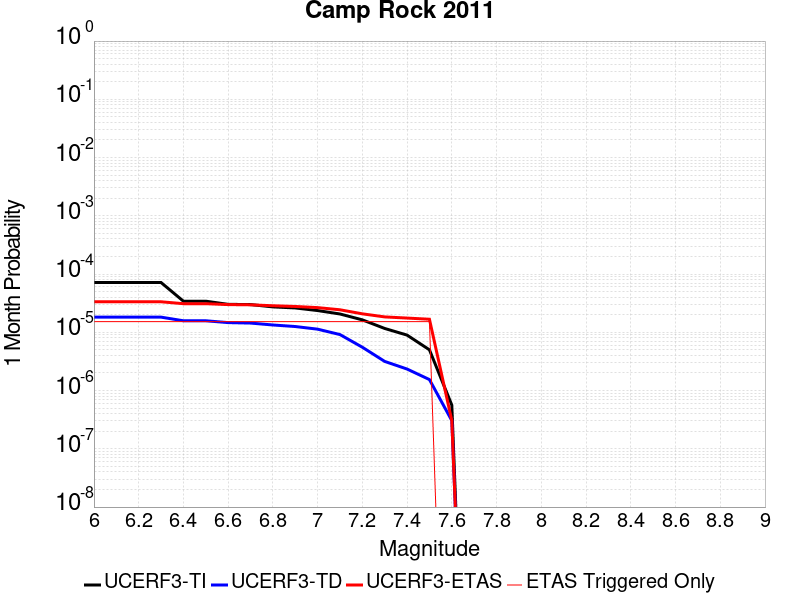 Camp Rock 2011
1 Month Probability
10^0
10^-1
10^-2
10^-3
10^-4
10^-5
10^-6
10^-7
10^-8
6 6.2 6.4 6.6 6.8 7 7.2 7.4 7.6 7.8 8 8.2 8.4 8.6 8.8 9
Magnitude
UCERF3-TI UCERF3-TD UCERF3-ETAS ETAS Triggered Only